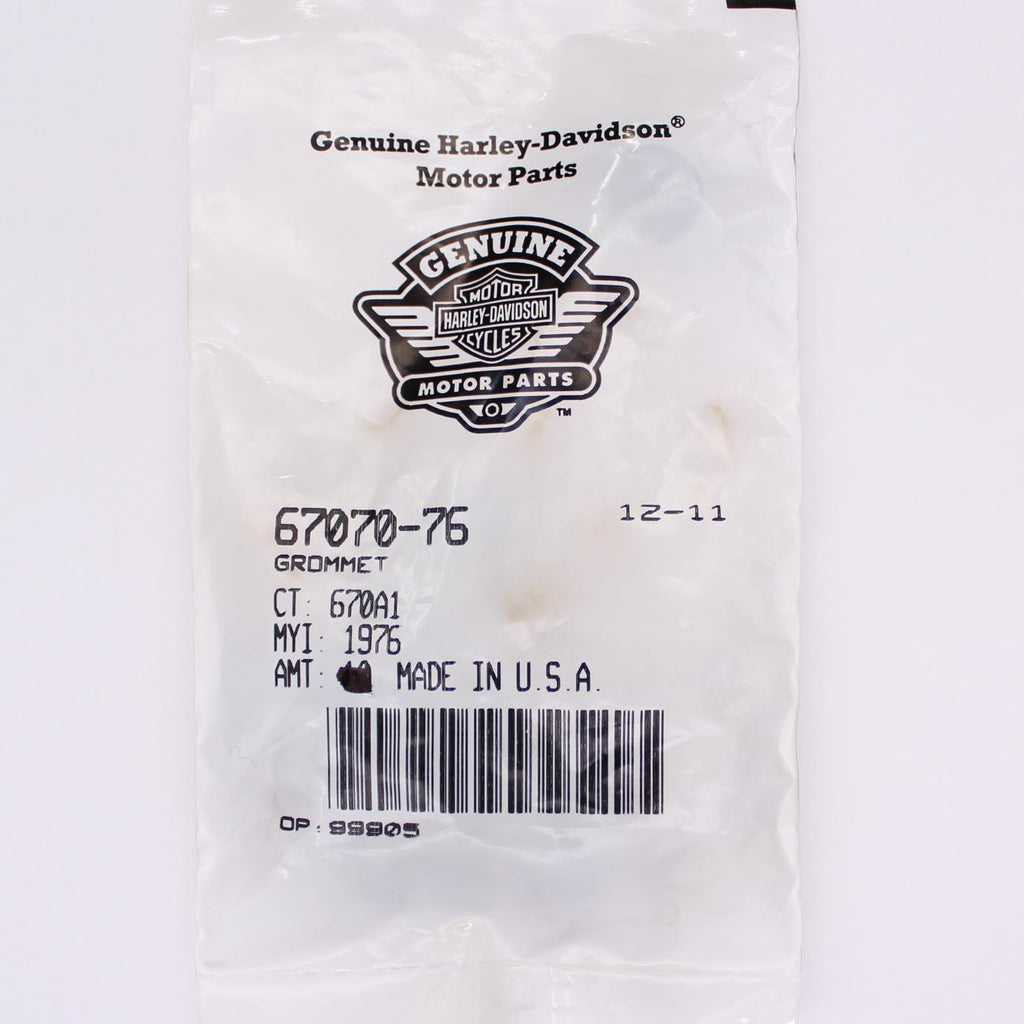 Genuine Harley-Davidson®
Motor Parts
GENUINE
MOTOR
HARLEY-DAVIDSON
CYCLES
MOTOR PARTS
TM
67070-76 12-11
GROMMET
CT: 670A1
MYI: 1976
AMT: MADE IN U.S.A.
OP: 99905